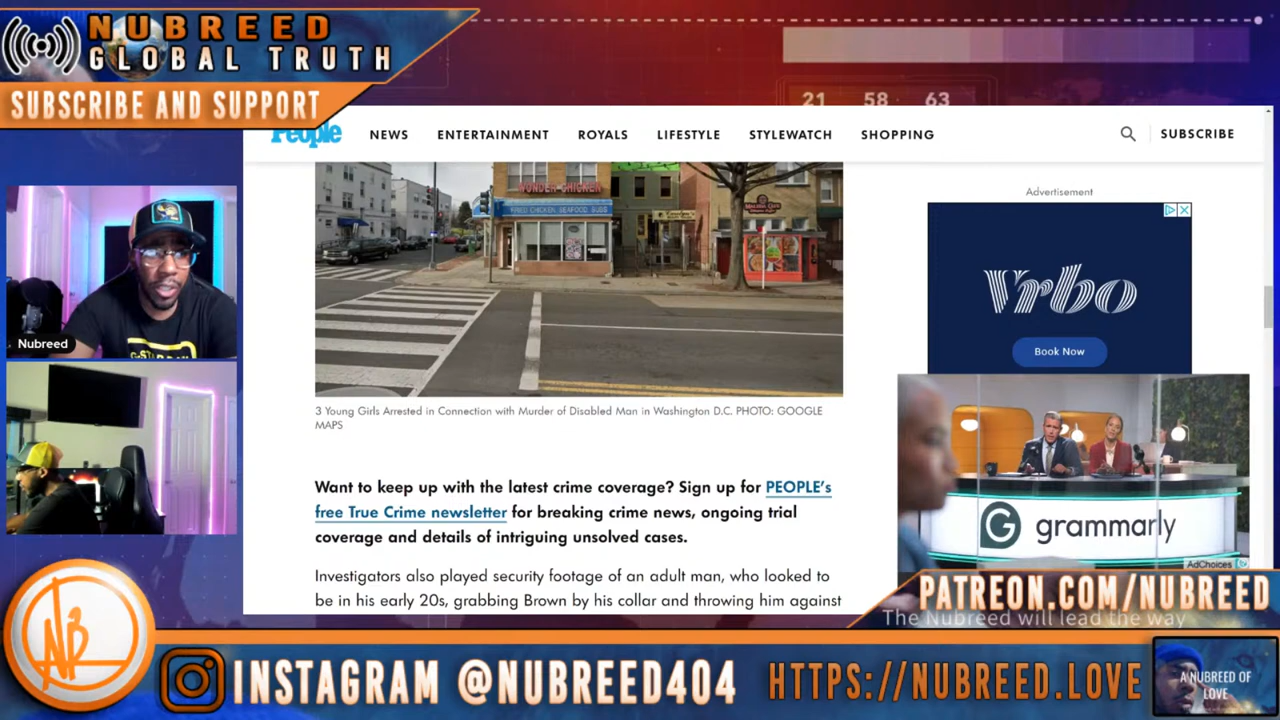 NUBREED
GLOBAL TRUTH
SUBSCRIBE AND SUPPORT
21 58 63
People
NEWS ENTERTAINMENT ROYALS LIFESTYLE STYLEWATCH SHOPPING SUBSCRIBE
WONDER CHICKEN
FRIED CHICKEN, SEAFOOD, SUBS
Advertisement
Vrbo
Book Now
Nubreed
3 Young Girls Arrested in Connection with Murder of Disabled Man in Washington D.C. PHOTO: GOOGLE
MAPS
Want to keep up with the latest crime coverage? Sign up for PEOPLE's
free True Crime newsletter for breaking crime news, ongoing trial
coverage and details of intriguing unsolved cases.
Investigators also played security footage of an adult man, who looked to
be in his early 20s, grabbing Brown by his collar and throwing him against
G grammarly
AdChoices
PATREON.COM/NUBREED
The Nubreed will lead the way
INSTAGRAM @NUBREED404
HTTPS://NUBREED.LOVE
A NUBREED OF
LOVE